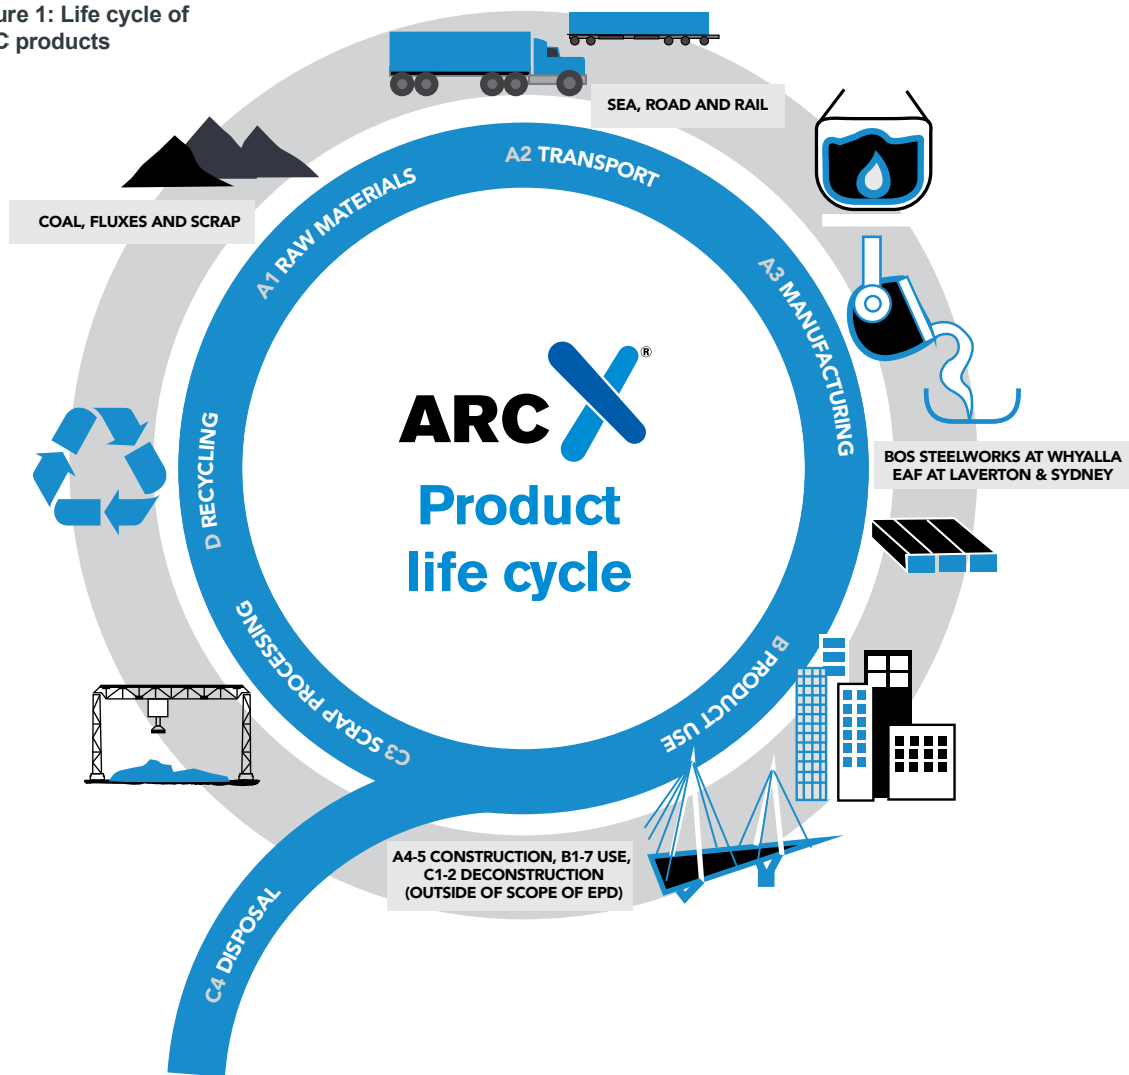 ure 1: Life cycle of
C products
SEA, ROAD AND RAIL
COAL, FLUXES AND SCRAP
A1 RAW MATERIALS
A2 TRANSPORT
A3 MANUFACTURING
BOS STEELWORKS AT WHYALLA
EAF AT LAVERTON & SYDNEY
ARC ®
Product
life cycle
D RECYCLING
C3 SCRAP PROCESSING
B PRODUCT USE
A4-5 CONSTRUCTION, B1-7 USE,
C1-2 DECONSTRUCTION
(OUTSIDE OF SCOPE OF EPD)
C4 DISPOSAL